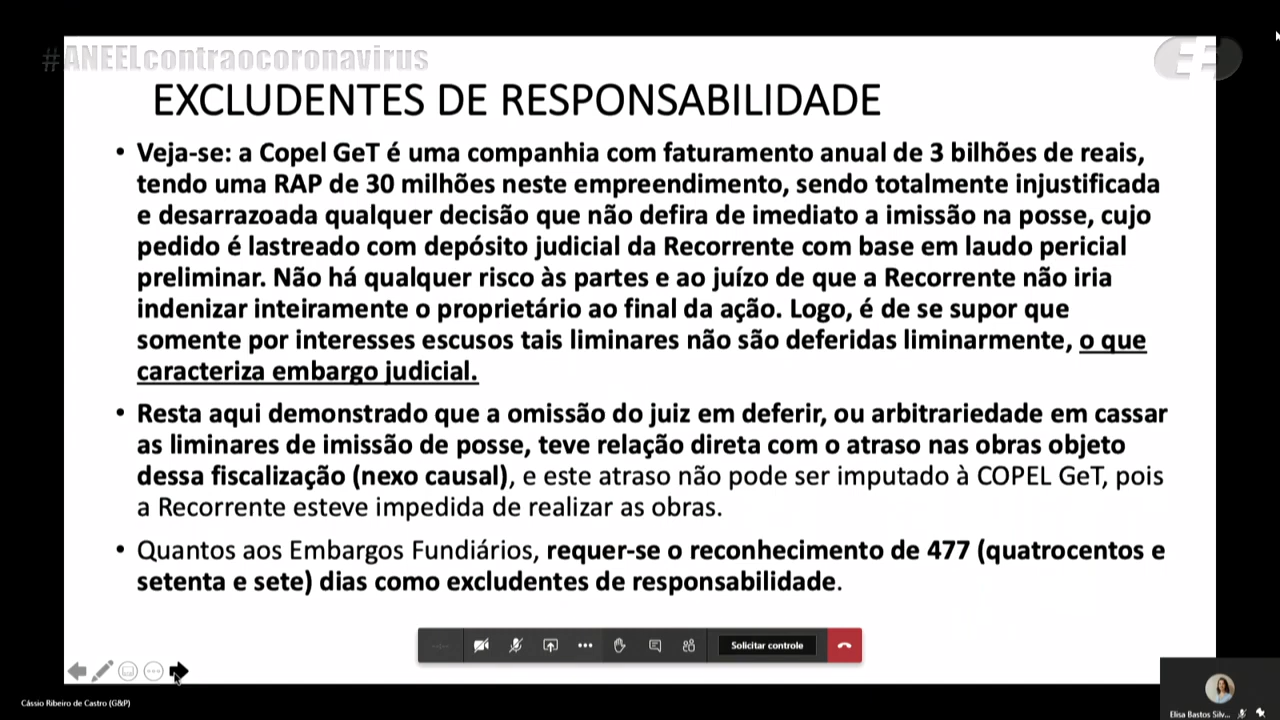 #ANEELcontraocoronavirus
EXCLUDENTES DE RESPONSABILIDADE
• Veja-se: a Copel GeT é uma companhia com faturamento anual de 3 bilhões de reais,
tendo uma RAP de 30 milhões neste empreendimento, sendo totalmente injustificada
e desarrazoada qualquer decisão que não defira de imediato a imissão na posse, cujo
pedido é lastreado com depósito judicial da Recorrente com base em laudo pericial
preliminar. Não há qualquer risco às partes e ao juízo de que a Recorrente não iria
indenizar inteiramente o proprietário ao final da ação. Logo, é de se supor que
somente por interesses escusos tais liminares não são deferidas liminarmente, o que
caracteriza embargo judicial.
• Resta aqui demonstrado que a omissão do juiz em deferir, ou arbitrariedade em cassar
as liminares de imissão de posse, teve relação direta com o atraso nas obras objeto
dessa fiscalização (nexo causal), e este atraso não pode ser imputado à COPEL GeT, pois
a Recorrente esteve impedida de realizar as obras.
• Quantos aos Embargos Fundiários, requer-se o reconhecimento de 477 (quatrocentos e
setenta e sete) dias como excludentes de responsabilidade.
Solicitar controle
Cássio Ribeiro de Castro (G&P)
Elisa Bastos Silv...